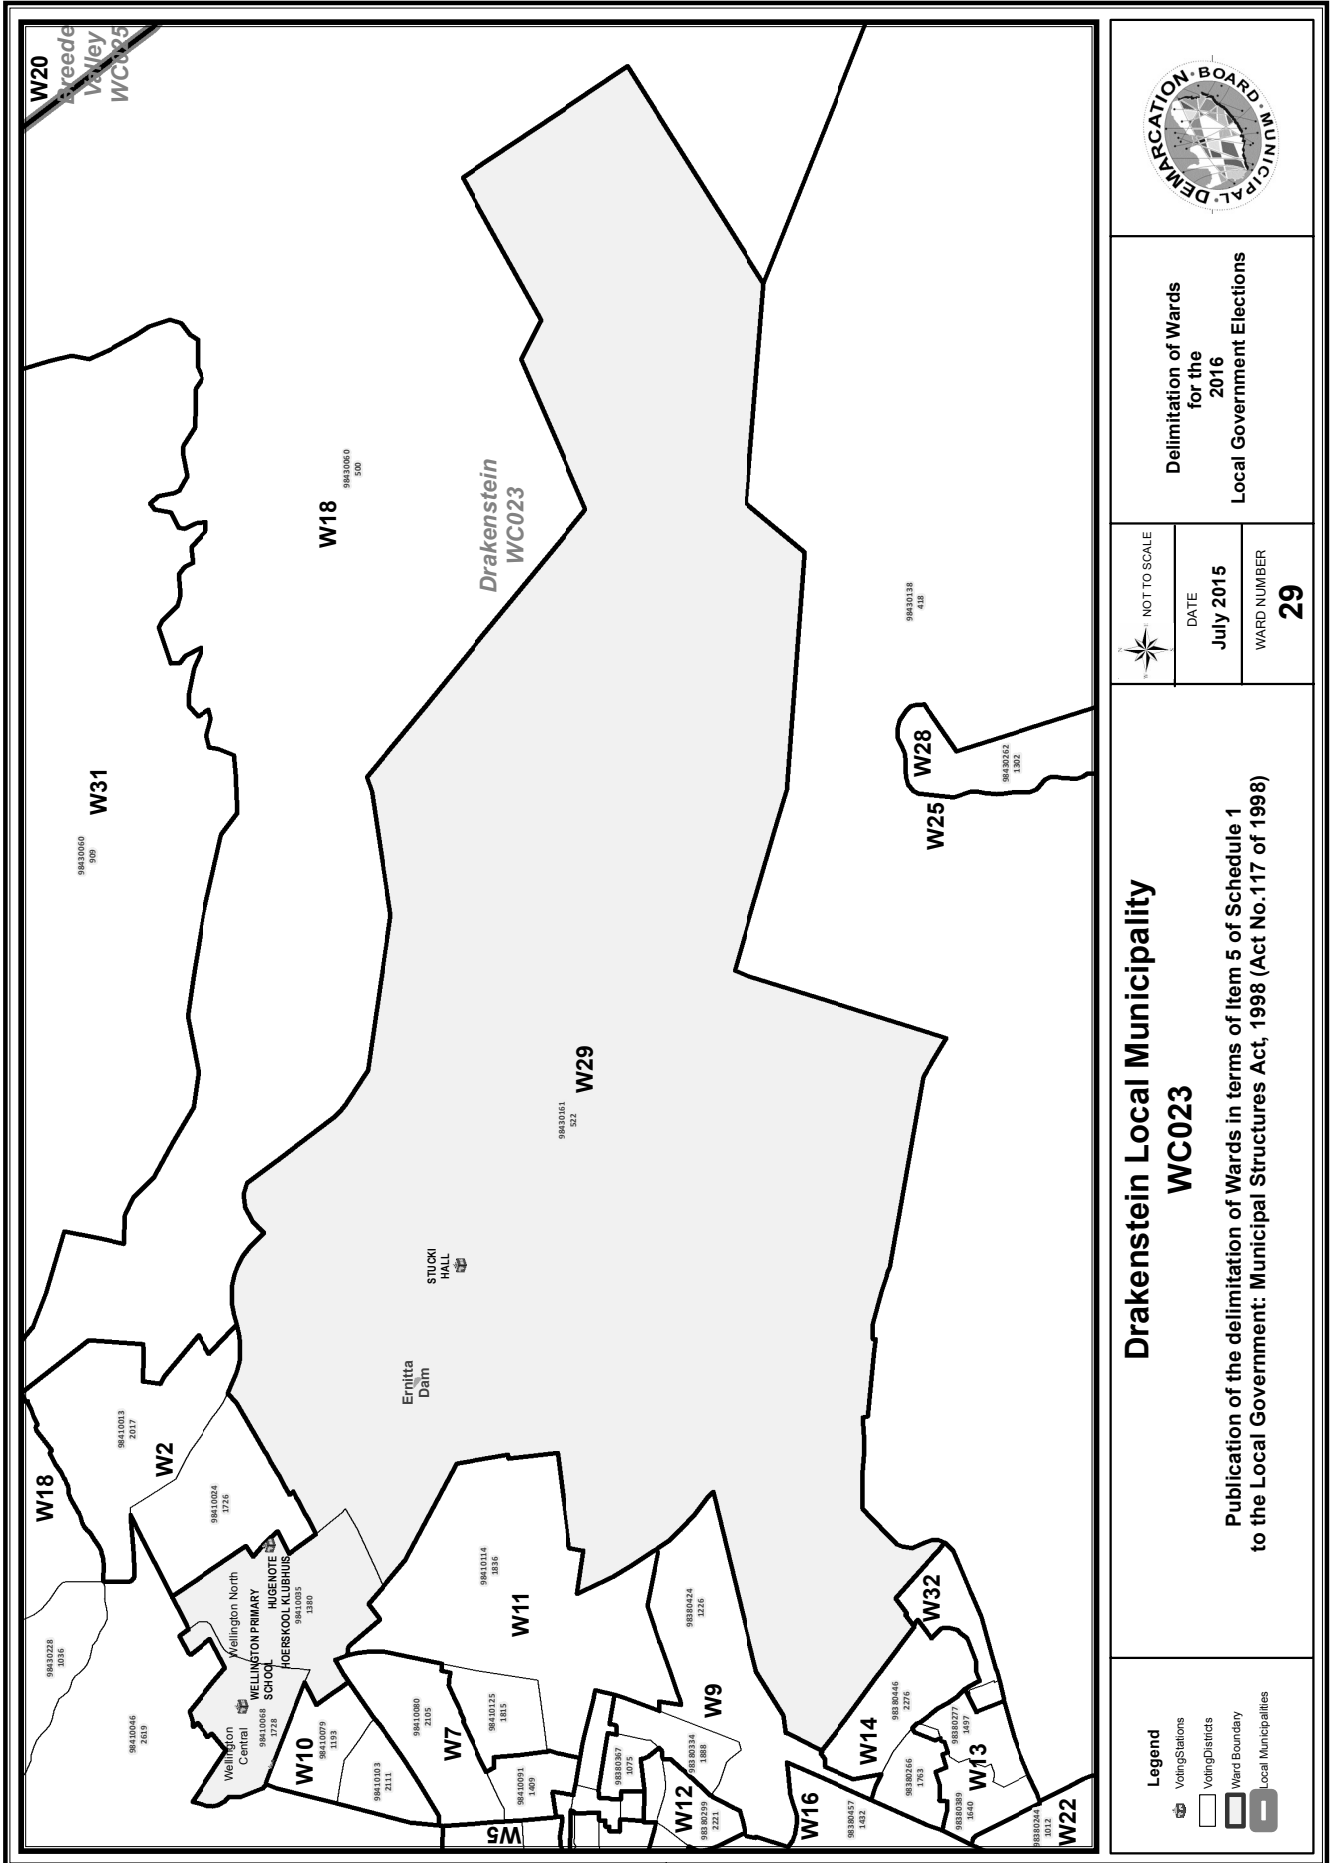 W20
Breede
Valley
WC025
W31
98430060
909
W18
98430060
500
Drakenstein
WC023
W18
98410013
2017
W2
98410024
1726
98430228
1036
98410046
2619
Wellington North
WELLINGTON PRIMARY
SCHOOL
HUGENOTE
HOERSKOOL KLUBHUIS
98410035
1380
Wellington
Central
98410068
1728
W10
98410079
1193
98410103
2111
98410080
2105
W7
98410125
1815
98410091
1409
W5
STUCKI
HALL
Ernitta
Dam
98410114
1836
W11
W29
98430161
522
98380424
1226
W9
98380334
1888
98380367
1075
W12
98380299
2221
W16
98380457
1432
W14
98380446
2276
98380266
1763
W32
98380277
1497
W13
98380389
1640
98380244
1012
W22
98430138
418
W28
W25
98430262
1302
Legend
VotingStations
VotingDistricts
Ward Boundary
Local Municipalities
Drakenstein Local Municipality
WC023
Publication of the delimitation of Wards in terms of Item 5 of Schedule 1
to the Local Government: Municipal Structures Act, 1998 (Act No.117 of 1998)
N
W
E
S
NOT TO SCALE
DATE
July 2015
WARD NUMBER
29
Delimitation of Wards
for the
2016
Local Government Elections
MUNICIPAL • DEMARCATION • BOARD •